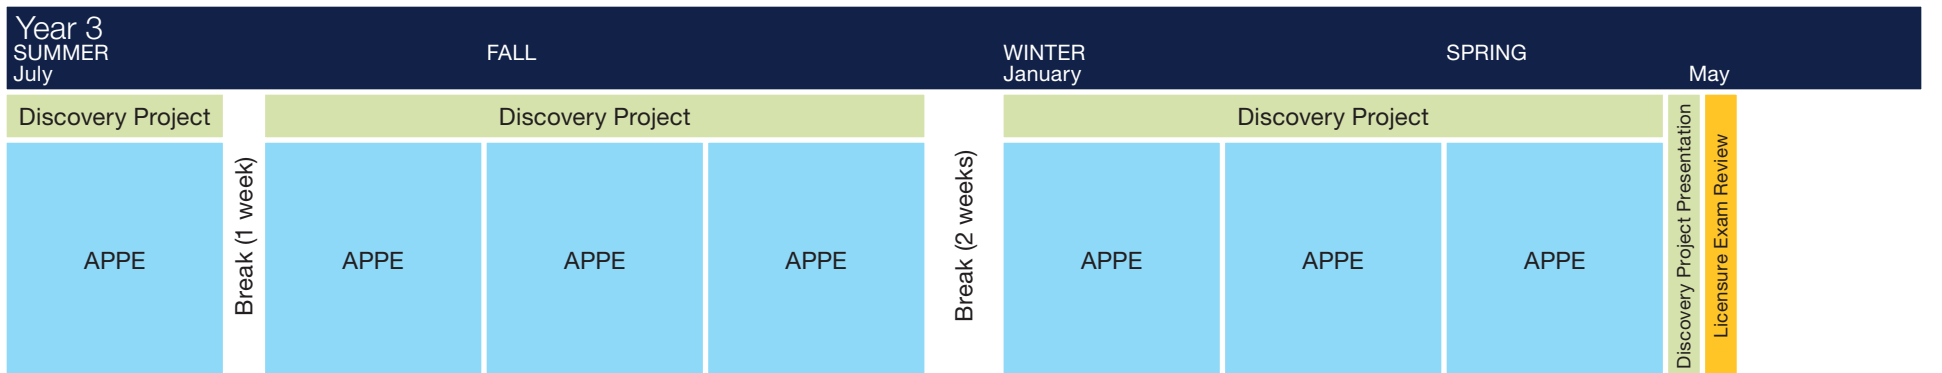 Year 3
SUMMER
FALL
WINTER
SPRING
July
January
May
Discovery Project
Discovery Project
Discovery Project
APPE
Break (1 week)
APPE
APPE
APPE
Break (2 weeks)
APPE
APPE
APPE
Discovery Project Presentation
Licensure Exam Review